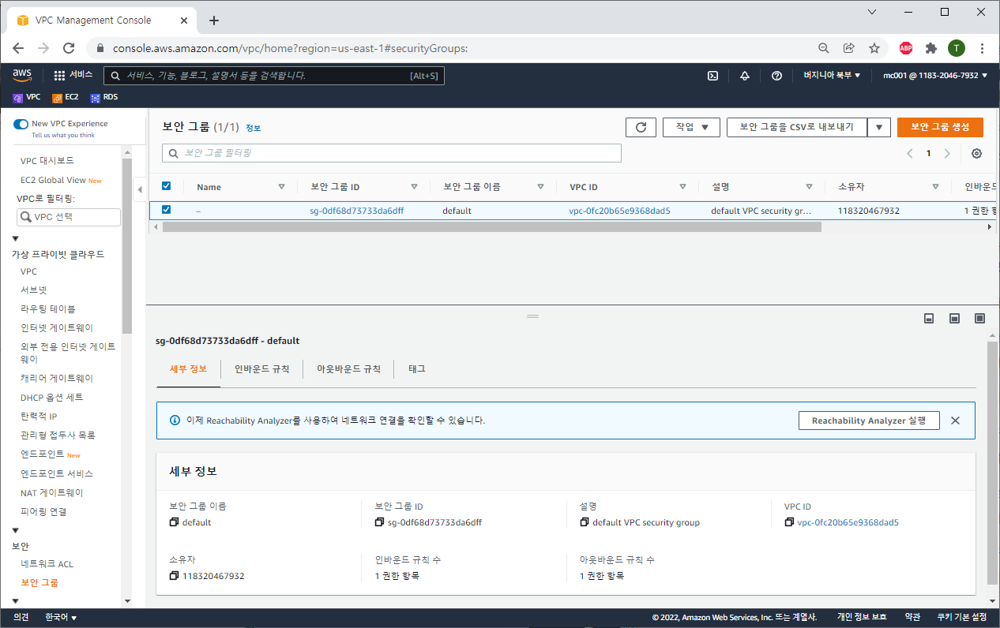 VPC Management Console
console.aws.amazon.com/vpc/home?region=us-east-1#securityGroups:
ABP
T
aws
서비스
서비스, 기능, 블로그, 설명서 등을 검색합니다.
[Alt+S]
버지니아 북부
mc001 @ 1183-2046-7932
VPC
EC2
RDS
New VPC Experience
Tell us what you think
VPC 대시보드
EC2 Global View New
VPC로 필터링:
VPC 선택
가상 프라이빗 클라우드
VPC
서브넷
라우팅 테이블
인터넷 게이트웨이
외부 전용 인터넷 게이트
웨이
캐리어 게이트웨이
DHCP 옵션 세트
탄력적 IP
관리형 접두사 목록
엔드포인트 New
엔드포인트 서비스
NAT 게이트웨이
피어링 연결
보안
네트워크 ACL
보안 그룹
보안 그룹 (1/1) 정보
작업
보안 그룹을 CSV로 내보내기
보안 그룹 생성
보안 그룹 필터링
1
Name
보안 그룹 ID
보안 그룹 이름
VPC ID
설명
소유자
인바운드
–
sg-0df68d73733da6dff
default
vpc-0fc20b65e9368dad5
default VPC security gr...
118320467932
1 권한 항
sg-0df68d73733da6dff - default
세부 정보
인바운드 규칙
아웃바운드 규칙
태그
이제 Reachability Analyzer를 사용하여 네트워크 연결을 확인할 수 있습니다.
Reachability Analyzer 실행
세부 정보
보안 그룹 이름
default
보안 그룹 ID
sg-0df68d73733da6dff
설명
default VPC security group
VPC ID
vpc-0fc20b65e9368dad5
소유자
118320467932
인바운드 규칙 수
1 권한 항목
아웃바운드 규칙 수
1 권한 항목
의견
한국어
© 2022, Amazon Web Services, Inc. 또는 계열사.
개인 정보 보호
약관
쿠키 기본 설정